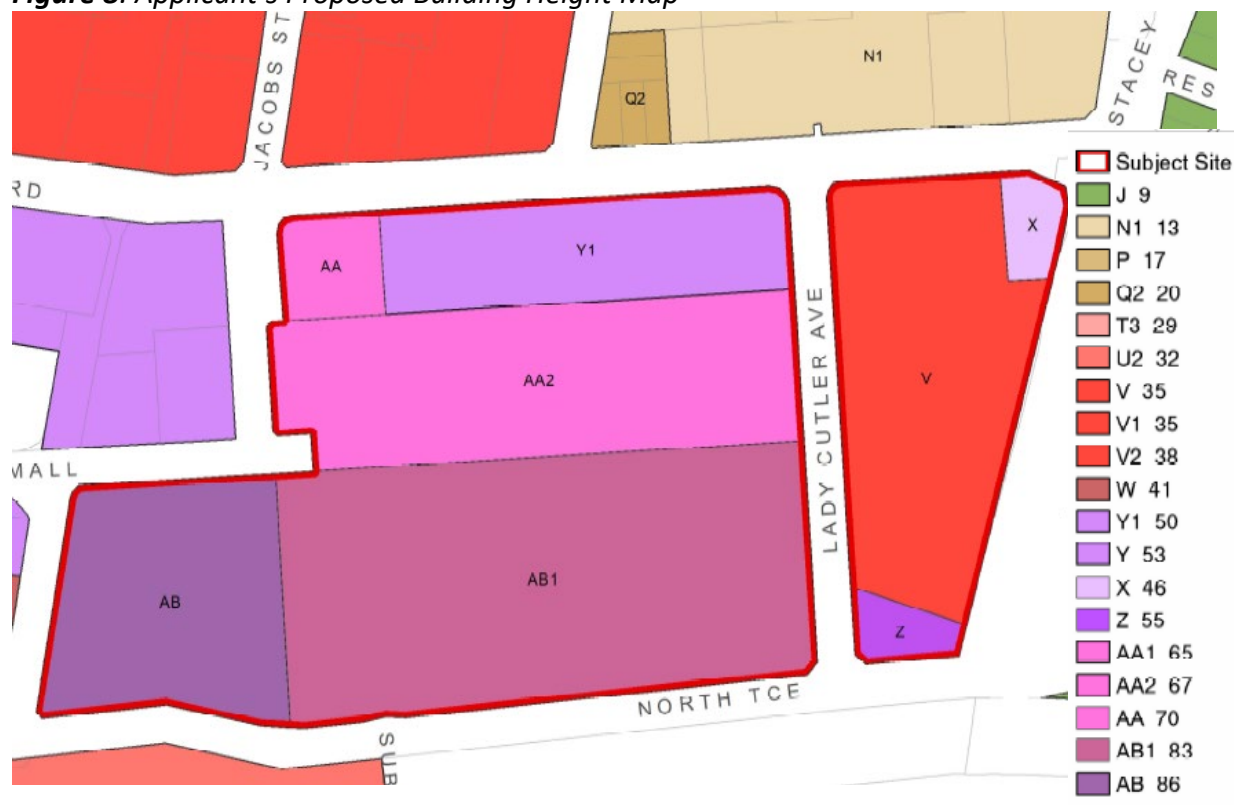 Figure 8: Applicant's Proposed Building Height Map
JACOBS ST
N1
Q2
STACEY
RES
RD
AA
Y1
X
AA2
V
LADY CUTLER AVE
MALL
AB
AB1
Z
NORTH TCE
SUB
Subject Site
J 9
N1 13
P 17
Q2 20
T3 29
U2 32
V 35
V1 35
V2 38
W 41
Y1 50
Y 53
X 46
Z 55
AA1 65
AA2 67
AA 70
AB1 83
AB 86